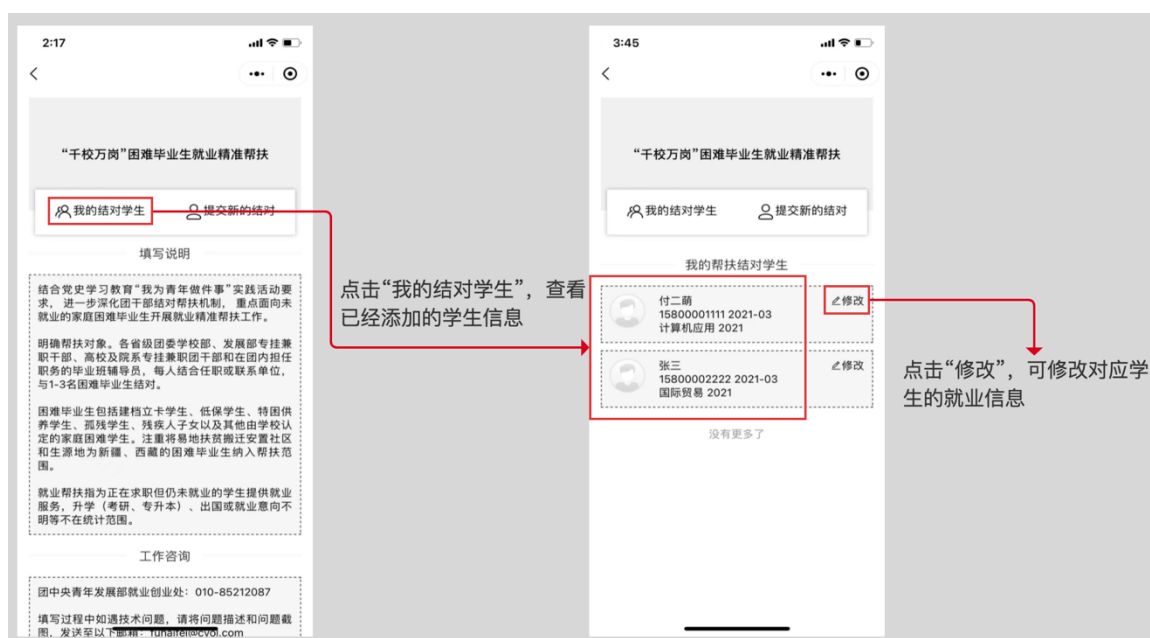 2:17
“千校万岗”困难毕业生就业精准帮扶
我的结对学生 提交新的结对
填写说明
结合党史学习教育“我为青年做件事”实践活动要
求，进一步深化团干部结对帮扶机制，重点面向未
就业的家庭困难毕业生开展就业精准帮扶工作。
明确帮扶对象。各省级团委学校部、发展部专挂兼
职干部、高校及院系专挂兼职团干部和在团内担任
职务的毕业班辅导员，每人结合任职或联系单位，
与1-3名困难毕业生结对。
困难毕业生包括建档立卡学生、低保学生、特困供
养学生、孤残学生、残疾人子女以及其他由学校认
定的家庭困难学生。注重将易地扶贫搬迁安置社区
和生源地为新疆、西藏的困难毕业生纳入帮扶范
围。
就业帮扶指为正在求职但仍未就业的学生提供就业
服务，升学（考研、专升本）、出国或就业意向不
明等不在统计范围。
工作咨询
团中央青年发展部就业创业处：010-85212087
填写过程中如遇技术问题，请将问题描述和问题截
图，发送至以下邮箱：fuhaifei@cyol.com
点击“我的结对学生”，查看
已经添加的学生信息
3:45
“千校万岗”困难毕业生就业精准帮扶
我的结对学生 提交新的结对
我的帮扶结对学生
付二萌 修改
15800001111 2021-03
计算机应用 2021
张三 修改
15800002222 2021-03
国际贸易 2021
没有更多了
点击“修改”，可修改对应学
生的就业信息